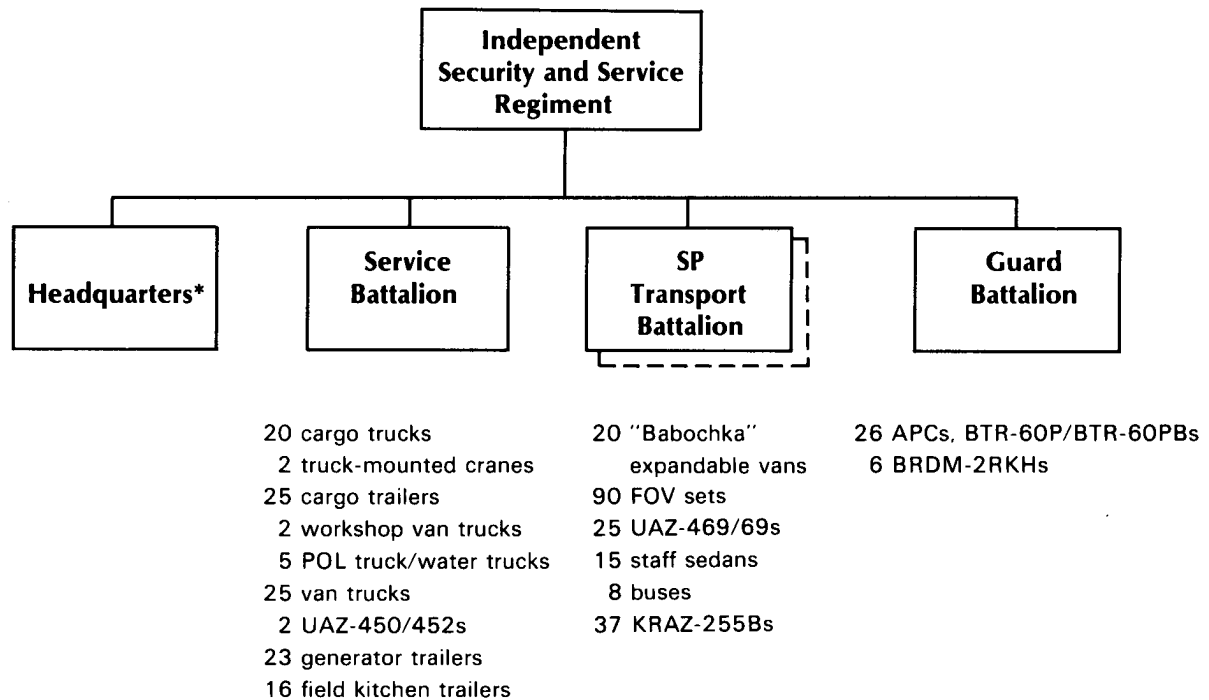 Independent
Security and Service
Regiment
Headquarters*
Service
Battalion
SP
Transport
Battalion
Guard
Battalion
20 cargo trucks
2 truck-mounted cranes
25 cargo trailers
2 workshop van trucks
5 POL truck/water trucks
25 van trucks
2 UAZ-450/452s
23 generator trailers
16 field kitchen trailers
20 "Babochka"
expandable vans
90 FOV sets
25 UAZ-469/69s
15 staff sedans
8 buses
37 KRAZ-255Bs
26 APCs, BTR-60P/BTR-60PBs
6 BRDM-2RKHs